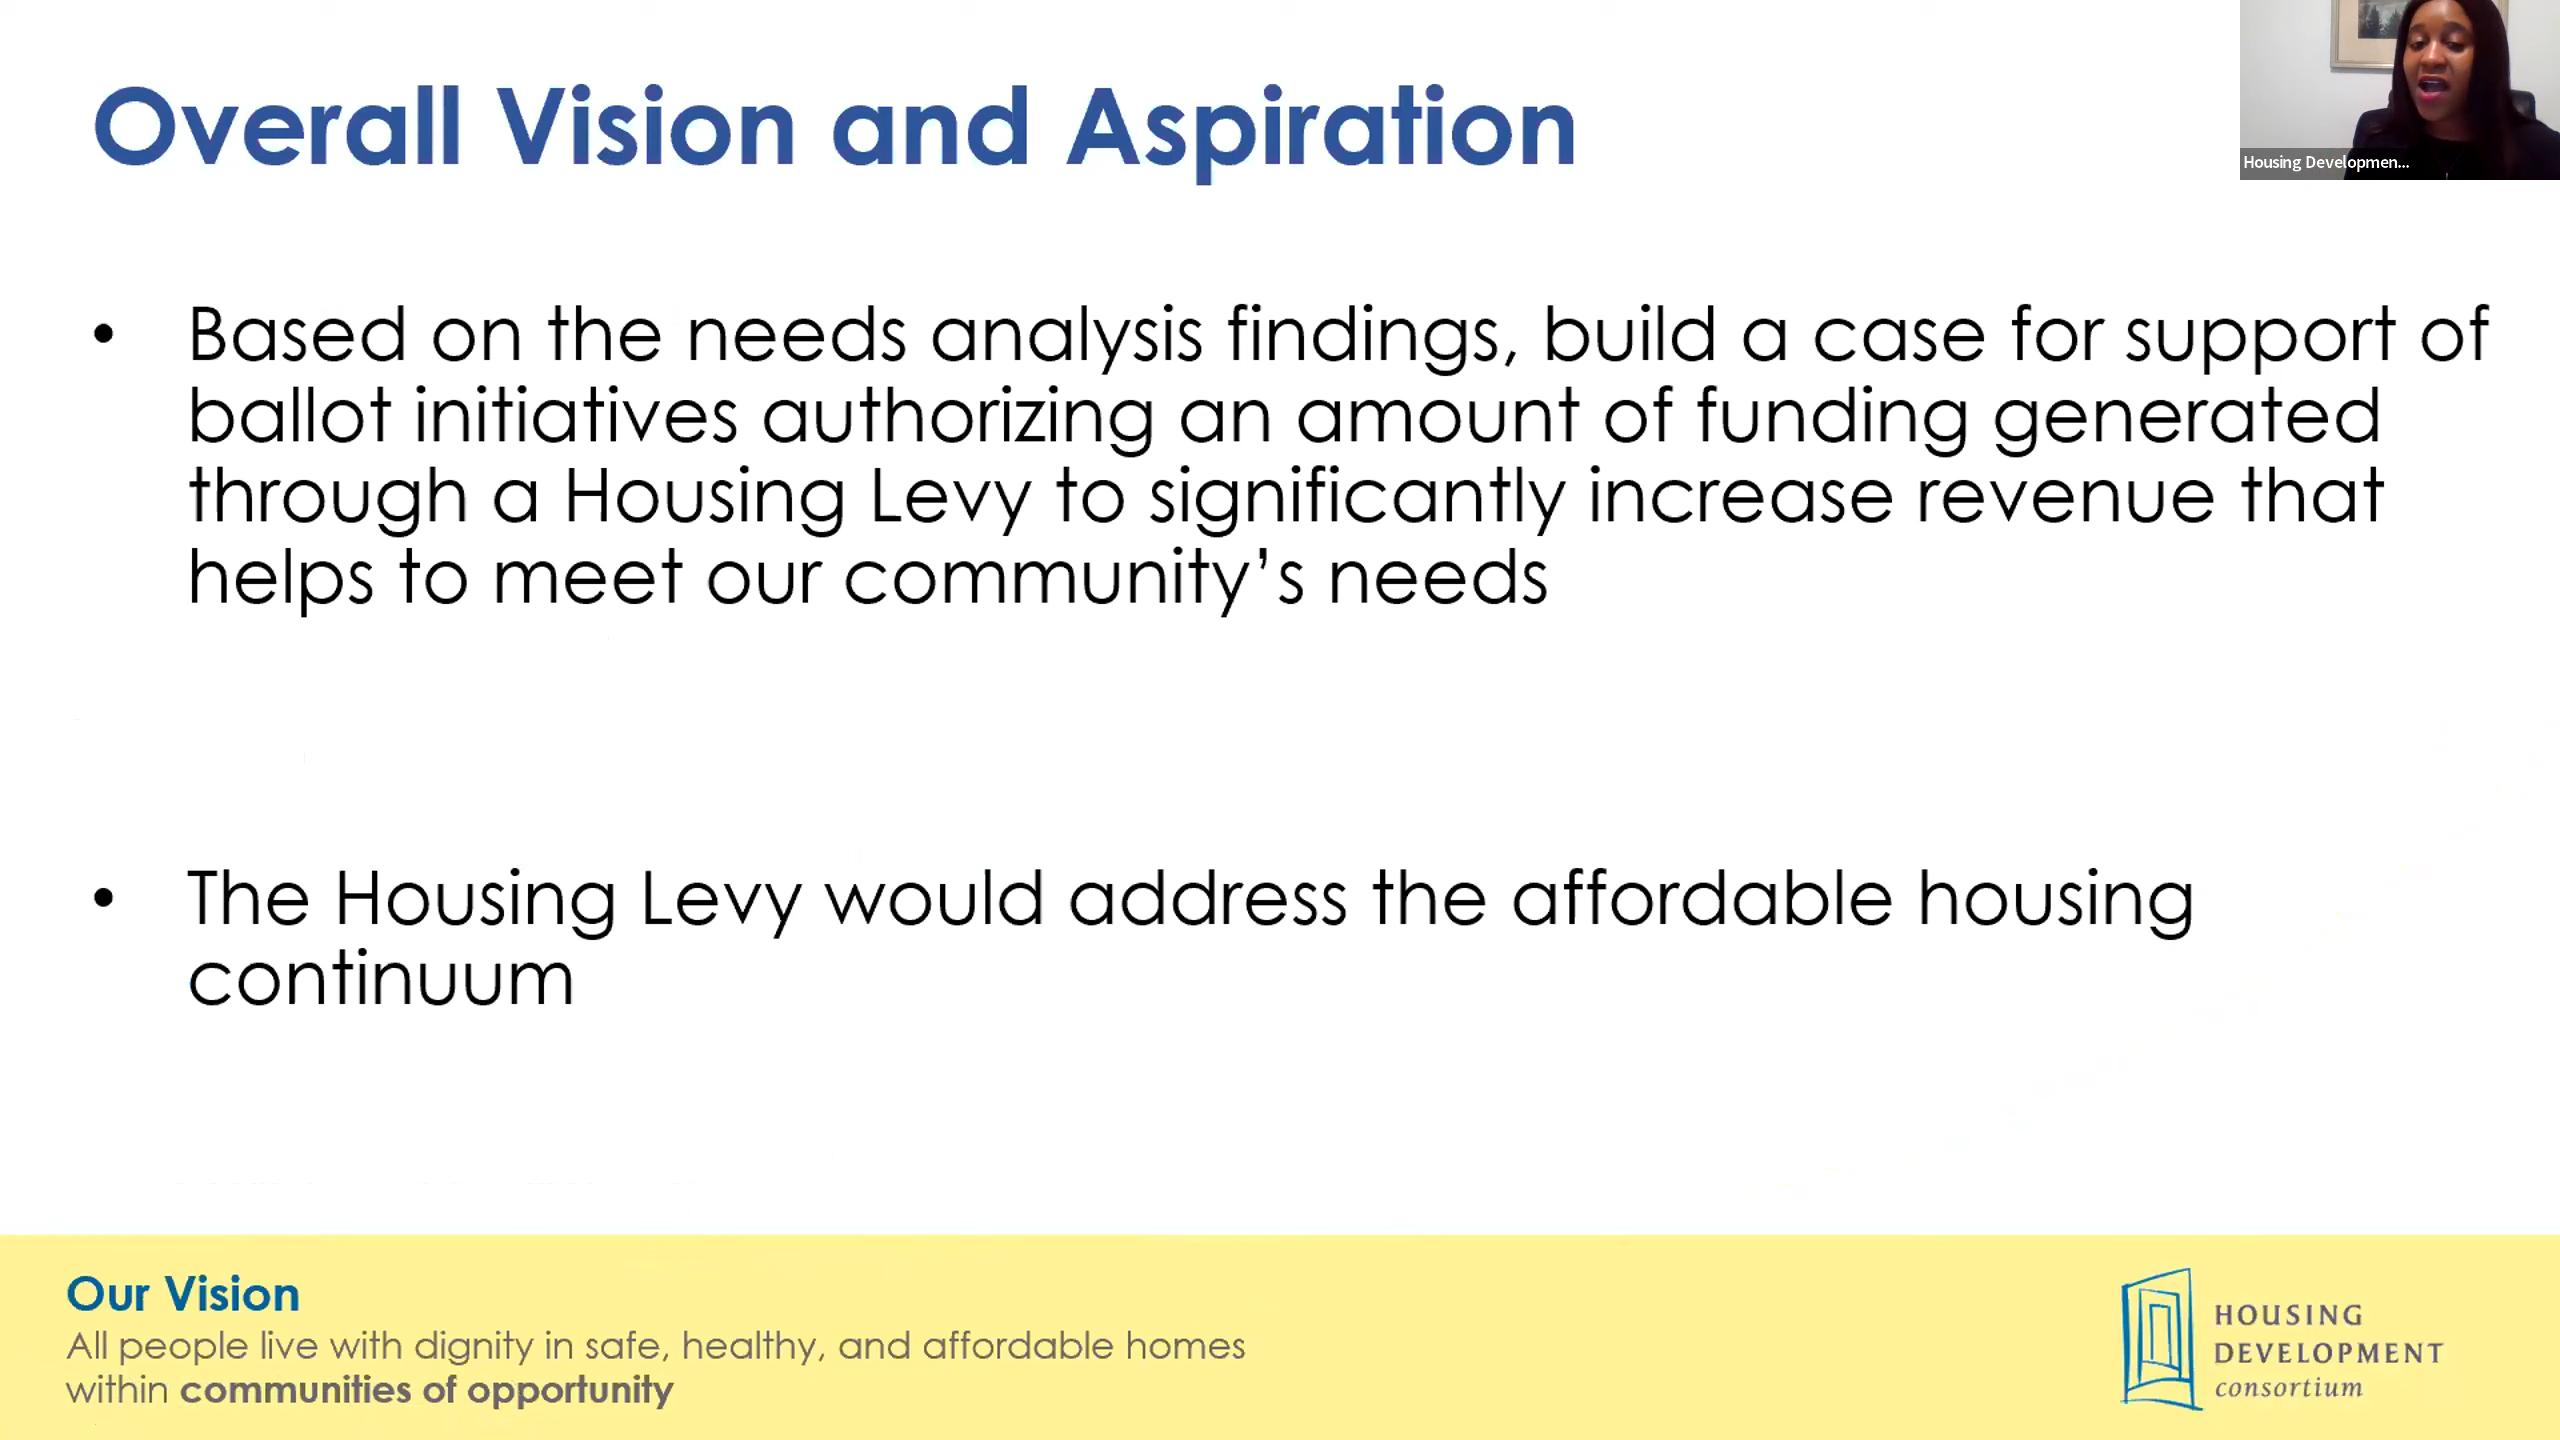 Overall Vision and Aspiration
Housing Developmen...
• Based on the needs analysis findings, build a case for support of
ballot initiatives authorizing an amount of funding generated
through a Housing Levy to significantly increase revenue that
helps to meet our community’s needs
• The Housing Levy would address the affordable housing
continuum
Our Vision
All people live with dignity in safe, healthy, and affordable homes
within communities of opportunity
HOUSING
DEVELOPMENT
consortium